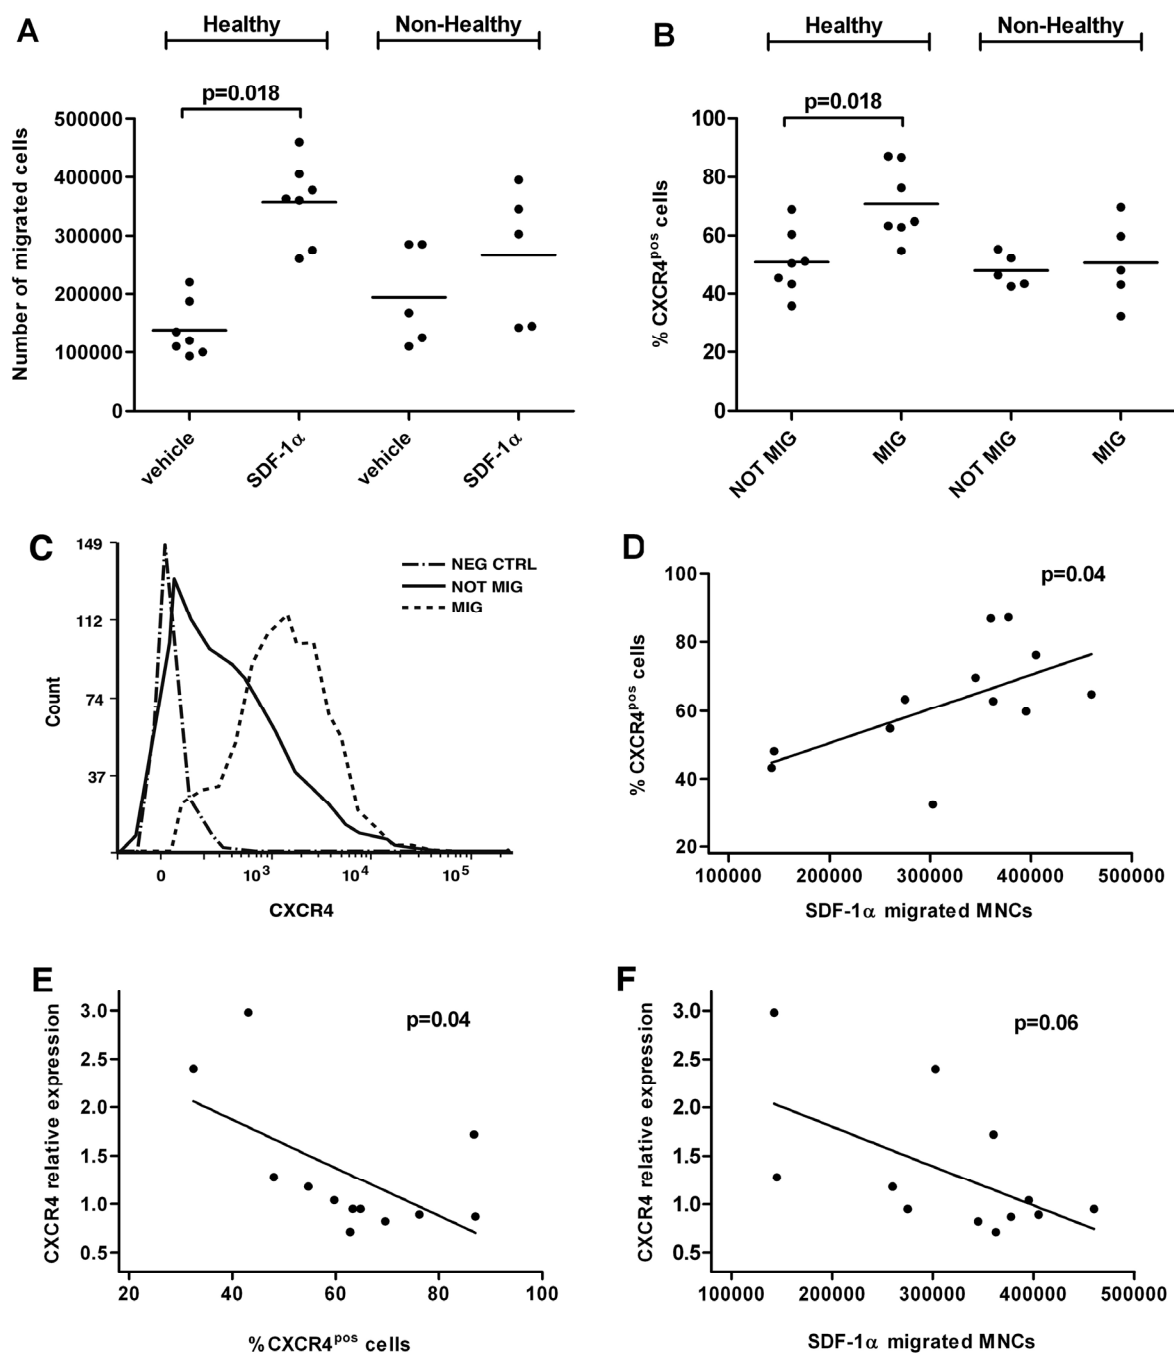 A
Healthy
Non-Healthy
p=0.018
Number of migrated cells
500000
400000
300000
200000
100000
0
vehicle
SDF-1α
vehicle
SDF-1α
B
Healthy
Non-Healthy
p=0.018
% CXCR4pos cells
100
80
60
40
20
0
NOT MIG
MIG
NOT MIG
MIG
C
149
112
74
37
Count
NEG CTRL
NOT MIG
MIG
0
10³
10⁴
10⁵
CXCR4
D
p=0.04
% CXCR4pos cells
100
80
60
40
20
100000
200000
300000
400000
500000
SDF-1α migrated MNCs
E
p=0.04
CXCR4 relative expression
3.0
2.5
2.0
1.5
1.0
0.5
20
40
60
80
100
%CXCR4pos cells
F
p=0.06
CXCR4 relative expression
3.0
2.5
2.0
1.5
1.0
0.5
100000
200000
300000
400000
500000
SDF-1α migrated MNCs